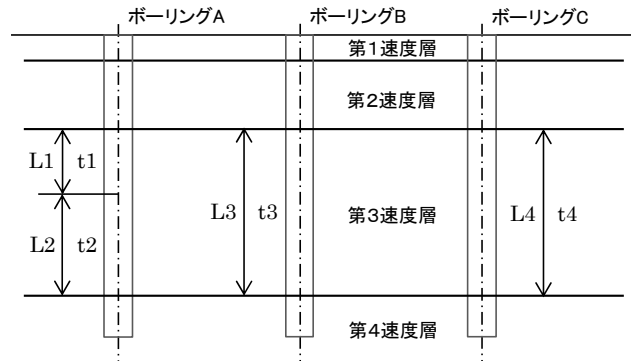 ボーリングA ボーリングB ボーリングC
第1速度層
第2速度層
L1 t1
L3 t3 第3速度層 L4 t4
L2 t2
第4速度層